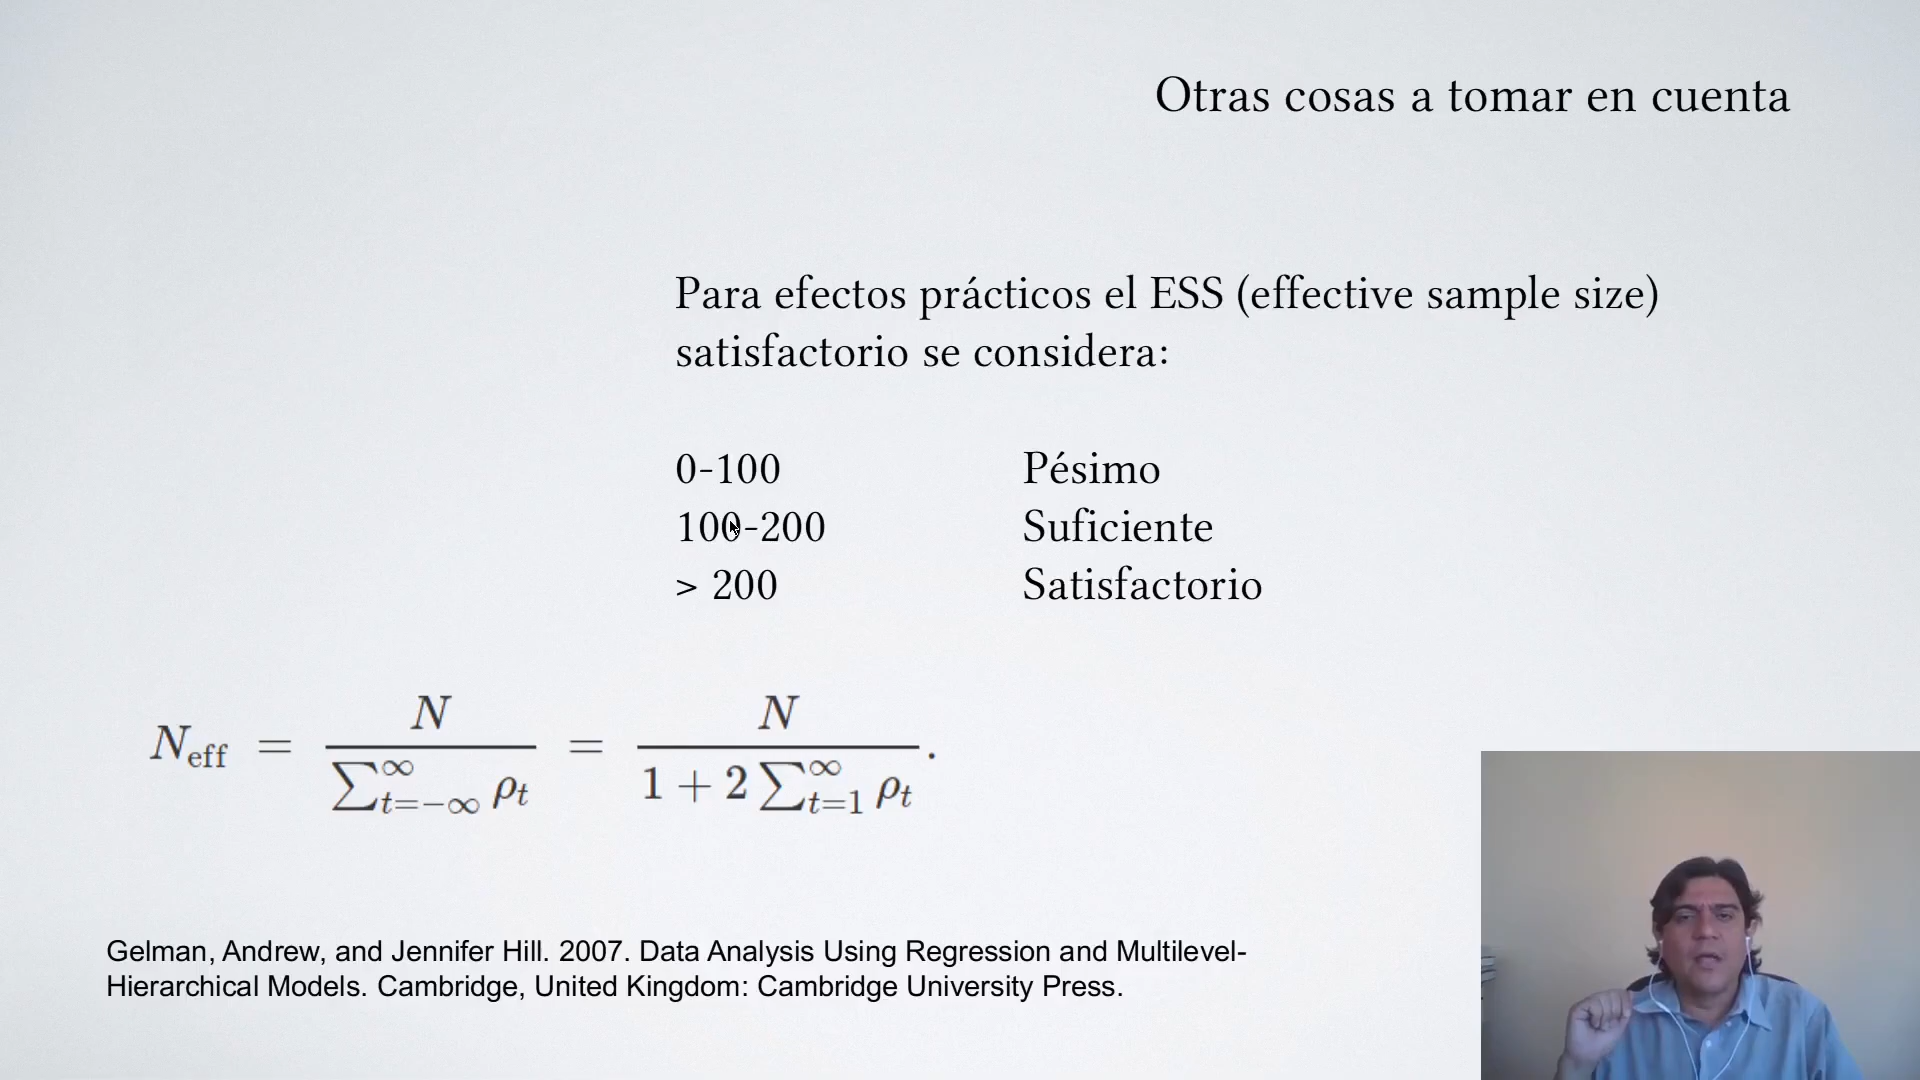 Otras cosas a tomar en cuenta
Para efectos prácticos el ESS (effective sample size)
satisfactorio se considera:
0-100 Pésimo
100-200 Suficiente
> 200 Satisfactorio
N_eff = N / ∑_{t=−∞}^{∞} ρ_t = N / (1 + 2 ∑_{t=1}^{∞} ρ_t).
Gelman, Andrew, and Jennifer Hill. 2007. Data Analysis Using Regression and Multilevel-
Hierarchical Models. Cambridge, United Kingdom: Cambridge University Press.